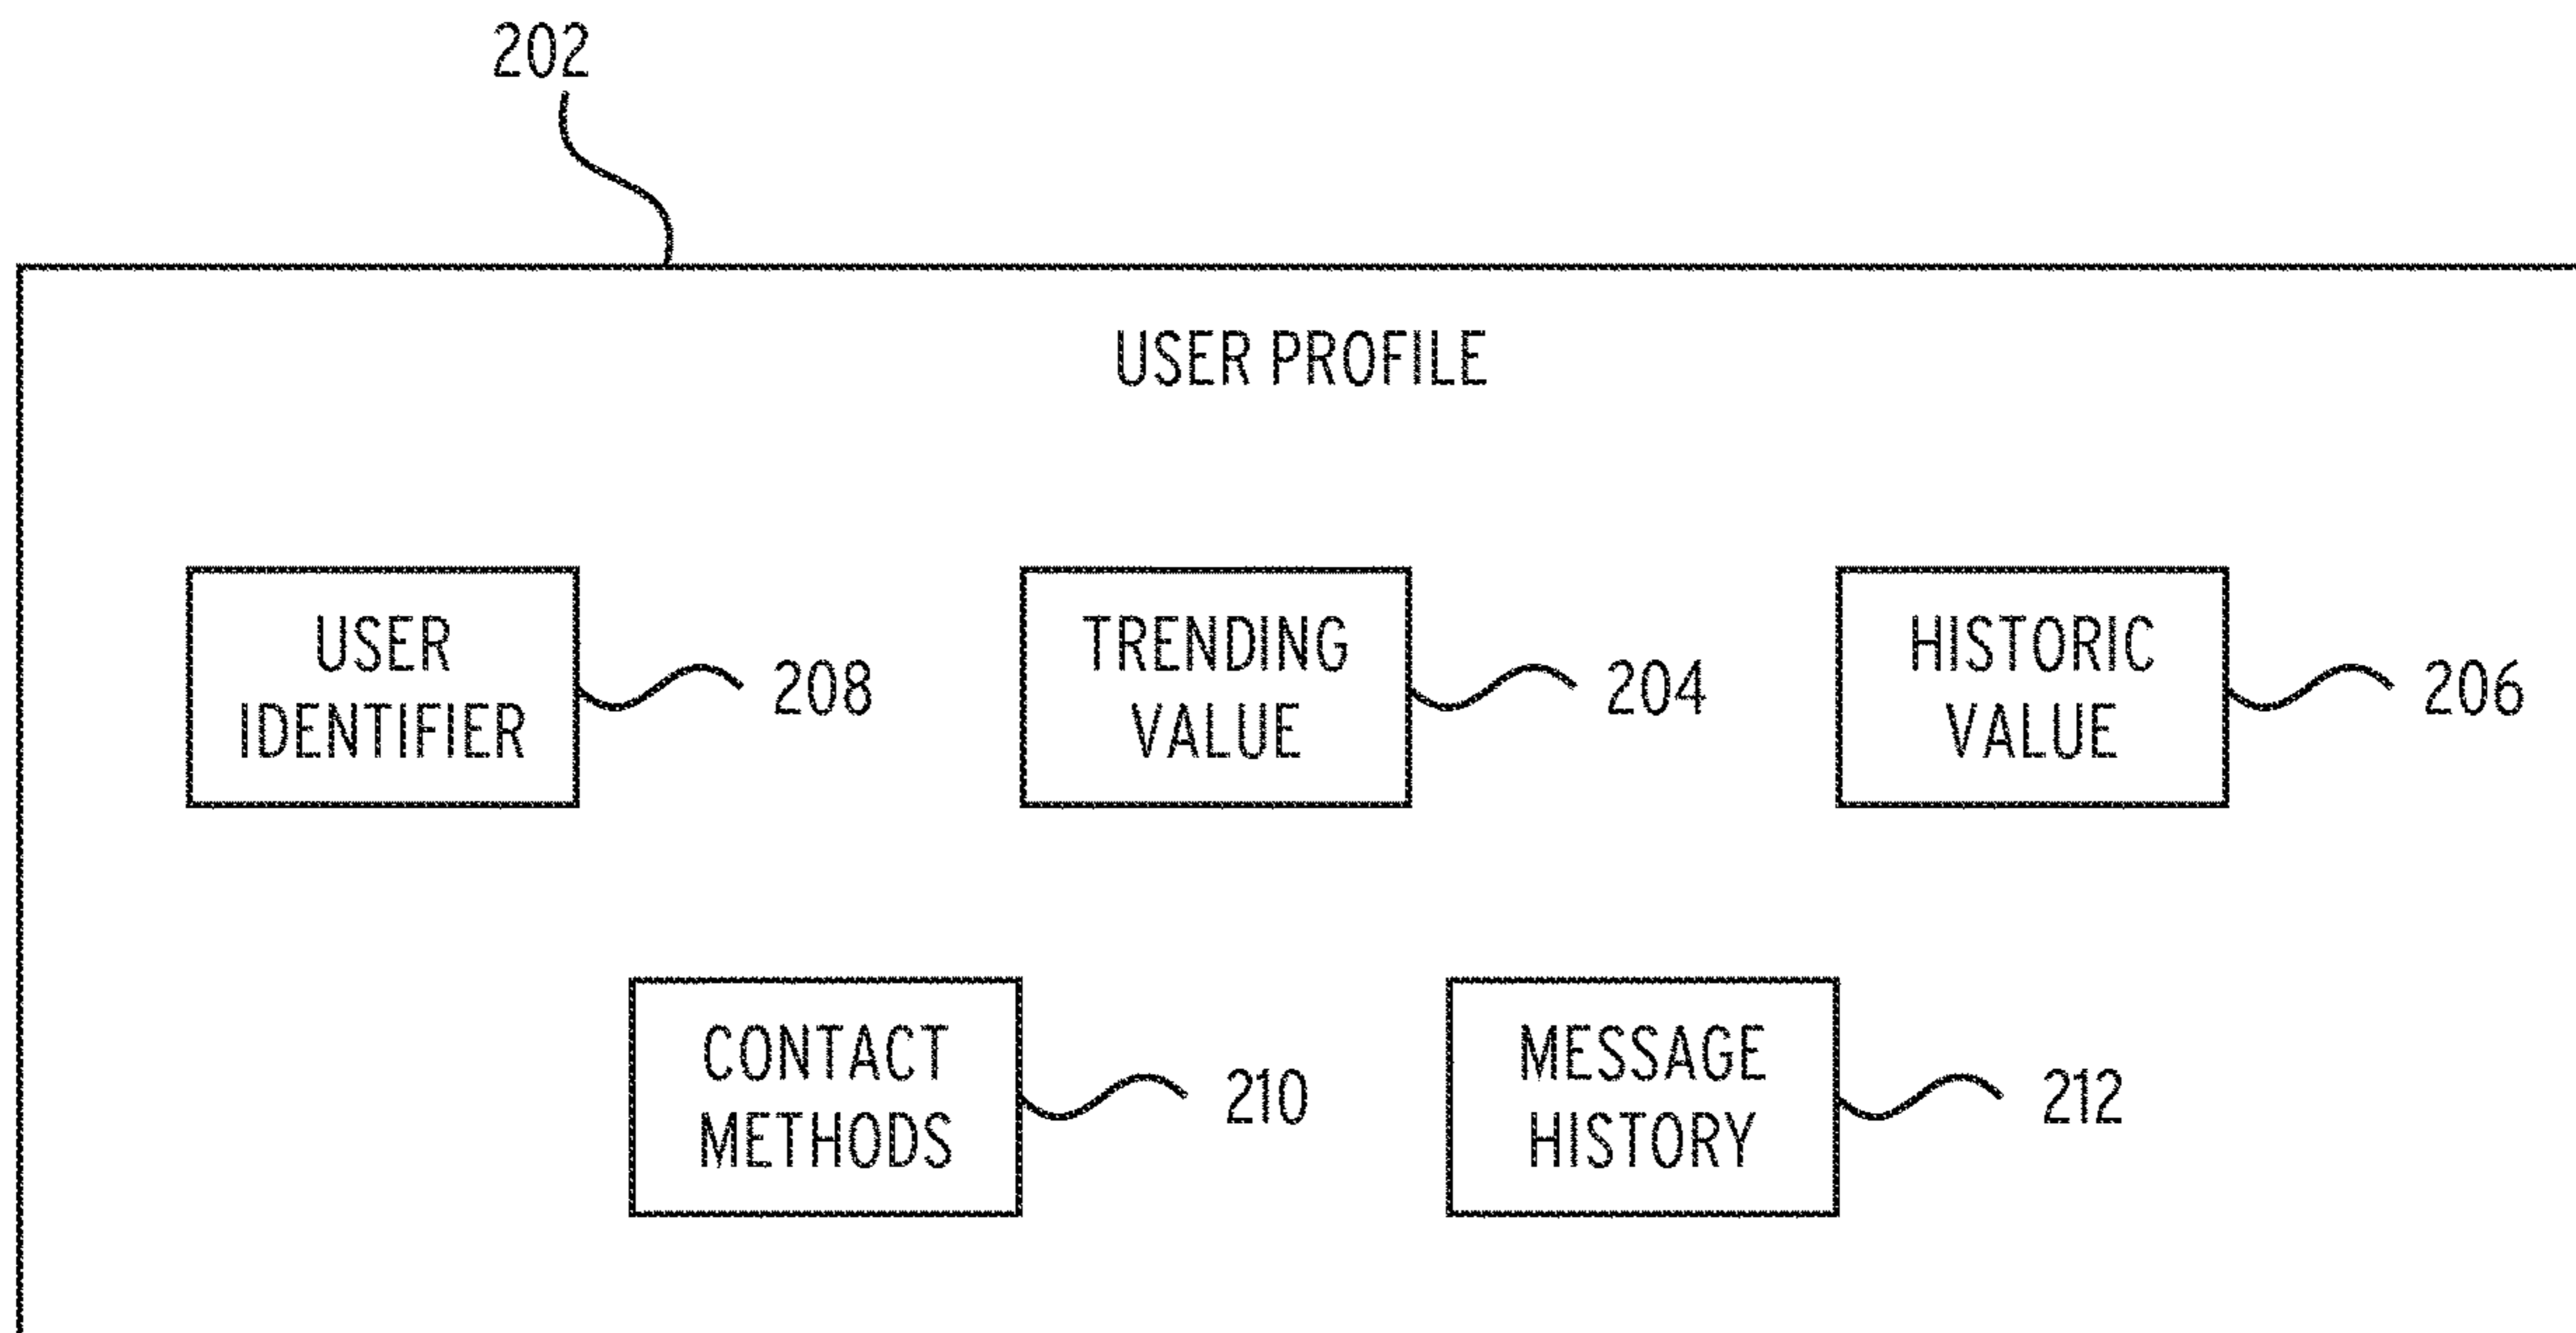 202
USER PROFILE
USER
IDENTIFIER
208
TRENDING
VALUE
204
HISTORIC
VALUE
206
CONTACT
METHODS
210
MESSAGE
HISTORY
212